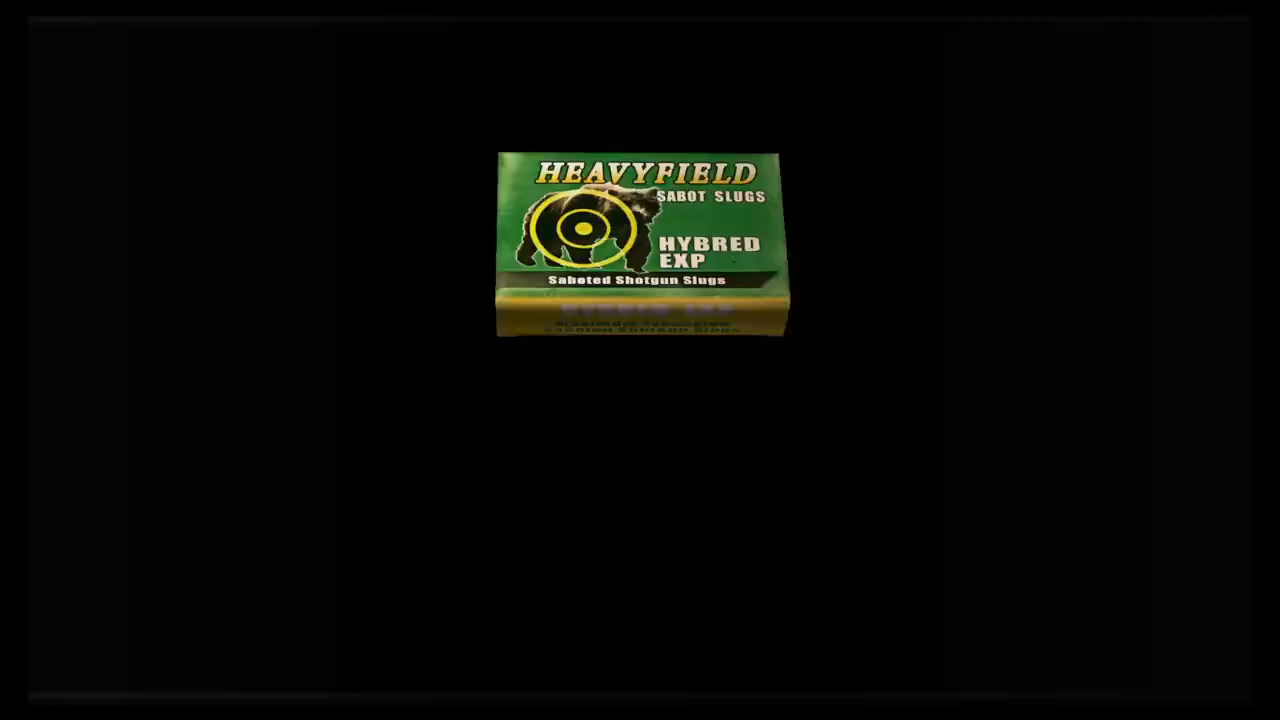 HEAVYFIELD
SABOT SLUGS
HYBRED
EXP
Saboted Shotgun Slugs